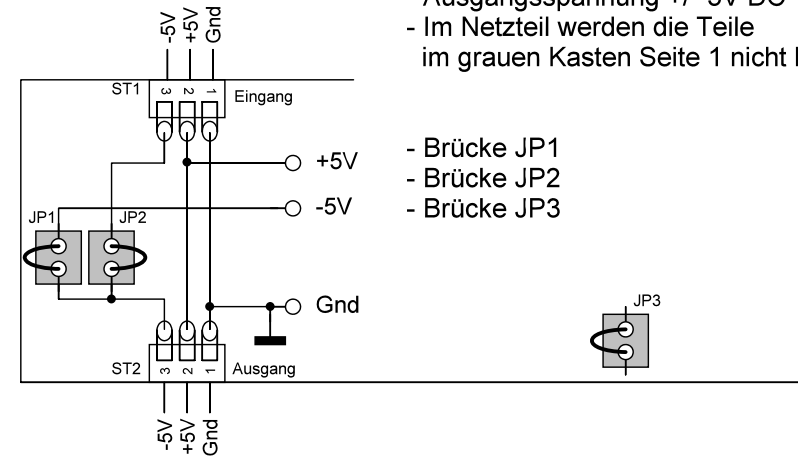 -5V
+5V
Gnd
Ausgangsspannung +/- 5V DC
- Im Netzteil werden die Teile
im grauen Kasten Seite 1 nicht
ST1
3
2
1
Eingang
+5V
-5V
- Brücke JP1
- Brücke JP2
- Brücke JP3
JP1
JP2
Gnd
JP3
ST2
3
2
1
Ausgang
-5V
+5V
Gnd